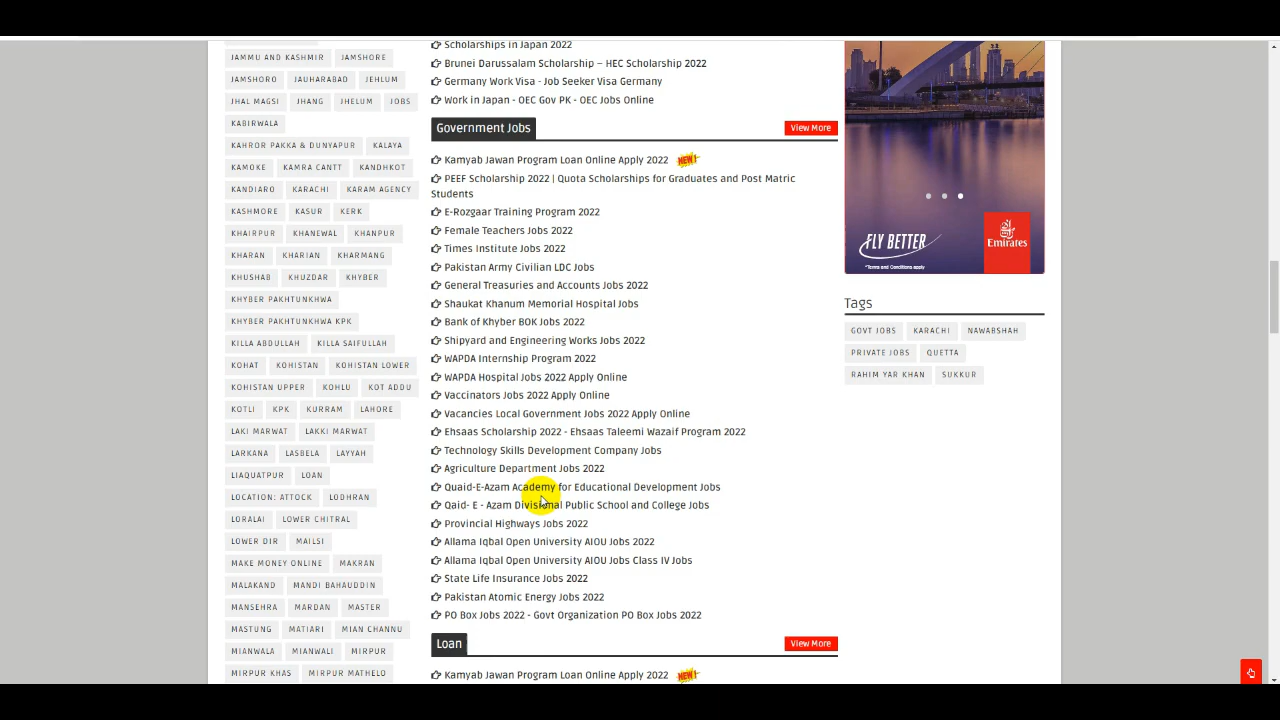 JAMMU AND KASHMIR JAMSHORE
JAMSHORO JAUHARABAD JEHLUM
JHAL MAGSI JHANG JHELUM JOBS
KABIRWALA
KAHROR PAKKA & DUNYAPUR KALAYA
KAMOKE KAMRA CANTT KANDHKOT
KANDIARO KARACHI KARAM AGENCY
KASHMORE KASUR KERK
KHAIRPUR KHANEWAL KHANPUR
KHARAN KHARIAN KHARMANG
KHUSHAB KHUZDAR KHYBER
KHYBER PAKHTUNKHWA
KHYBER PAKHTUNKHWA KPK
KILLA ABDULLAH KILLA SAIFULLAH
KOHAT KOHISTAN KOHISTAN LOWER
KOHISTAN UPPER KOHLU KOT ADDU
KOTLI KPK KURRAM LAHORE
LAKI MARWAT LAKKI MARWAT
LARKANA LASBELA LAYYAH
LIAQUATPUR LOAN
LOCATION: ATTOCK LODHRAN
LORALAI LOWER CHITRAL
LOWER DIR MAILSI
MAKE MONEY ONLINE MAKRAN
MALAKAND MANDI BAHAUDDIN
MANSEHRA MARDAN MASTER
MASTUNG MATIARI MIAN CHANNU
MIANWALA MIANWALI MIRPUR
MIRPUR KHAS MIRPUR MATHELO
Scholarships in Japan 2022
Brunei Darussalam Scholarship – HEC Scholarship 2022
Germany Work Visa - Job Seeker Visa Germany
Work in Japan - OEC Gov PK - OEC Jobs Online
Government Jobs View More
Kamyab Jawan Program Loan Online Apply 2022 NEW!
PEEF Scholarship 2022 | Quota Scholarships for Graduates and Post Matric
Students
E-Rozgaar Training Program 2022
Female Teachers Jobs 2022
Times Institute Jobs 2022
Pakistan Army Civilian LDC Jobs
General Treasuries and Accounts Jobs 2022
Shaukat Khanum Memorial Hospital Jobs
Bank of Khyber BOK Jobs 2022
Shipyard and Engineering Works Jobs 2022
WAPDA Internship Program 2022
WAPDA Hospital Jobs 2022 Apply Online
Vaccinators Jobs 2022 Apply Online
Vacancies Local Government Jobs 2022 Apply Online
Ehsaas Scholarship 2022 - Ehsaas Taleemi Wazaif Program 2022
Technology Skills Development Company Jobs
Agriculture Department Jobs 2022
Quaid-E-Azam Academy for Educational Development Jobs
Qaid- E - Azam Divisional Public School and College Jobs
Provincial Highways Jobs 2022
Allama Iqbal Open University AIOU Jobs 2022
Allama Iqbal Open University AIOU Jobs Class IV Jobs
State Life Insurance Jobs 2022
Pakistan Atomic Energy Jobs 2022
PO Box Jobs 2022 - Govt Organization PO Box Jobs 2022
Loan View More
Kamyab Jawan Program Loan Online Apply 2022 NEW!
FLY BETTER
*Terms and Conditions apply
Emirates
Tags
GOVT JOBS KARACHI NAWABSHAH
PRIVATE JOBS QUETTA
RAHIM YAR KHAN SUKKUR